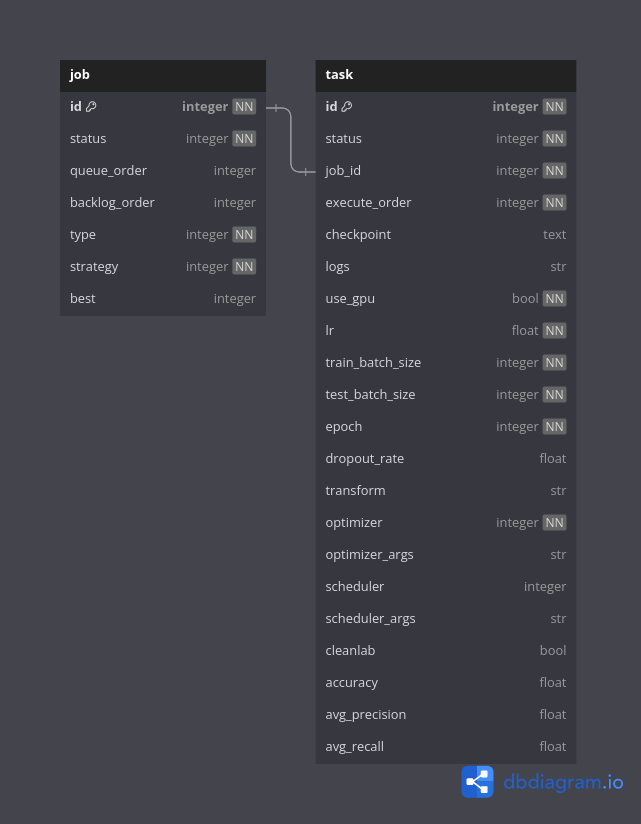 job
id integer NN
status integer NN
queue_order integer
backlog_order integer
type integer NN
strategy integer NN
best integer
task
id integer NN
status integer NN
job_id integer NN
execute_order integer NN
checkpoint text
logs str
use_gpu bool NN
lr float NN
train_batch_size integer NN
test_batch_size integer NN
epoch integer NN
dropout_rate float
transform str
optimizer integer NN
optimizer_args str
scheduler integer
scheduler_args str
cleanlab bool
accuracy float
avg_precision float
avg_recall float
dbdiagram.io